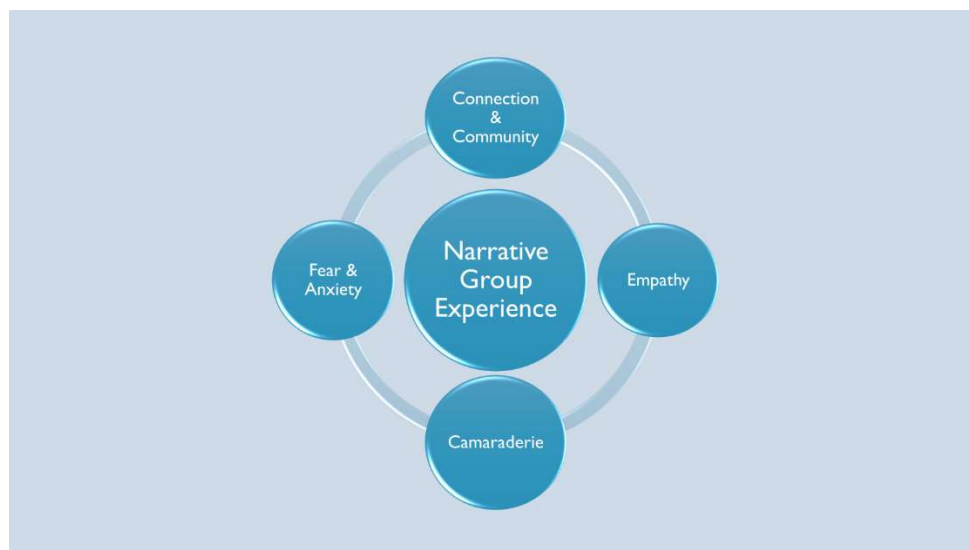 Connection
&
Community
Narrative
Group
Experience
Fear &
Anxiety
Empathy
Camaraderie